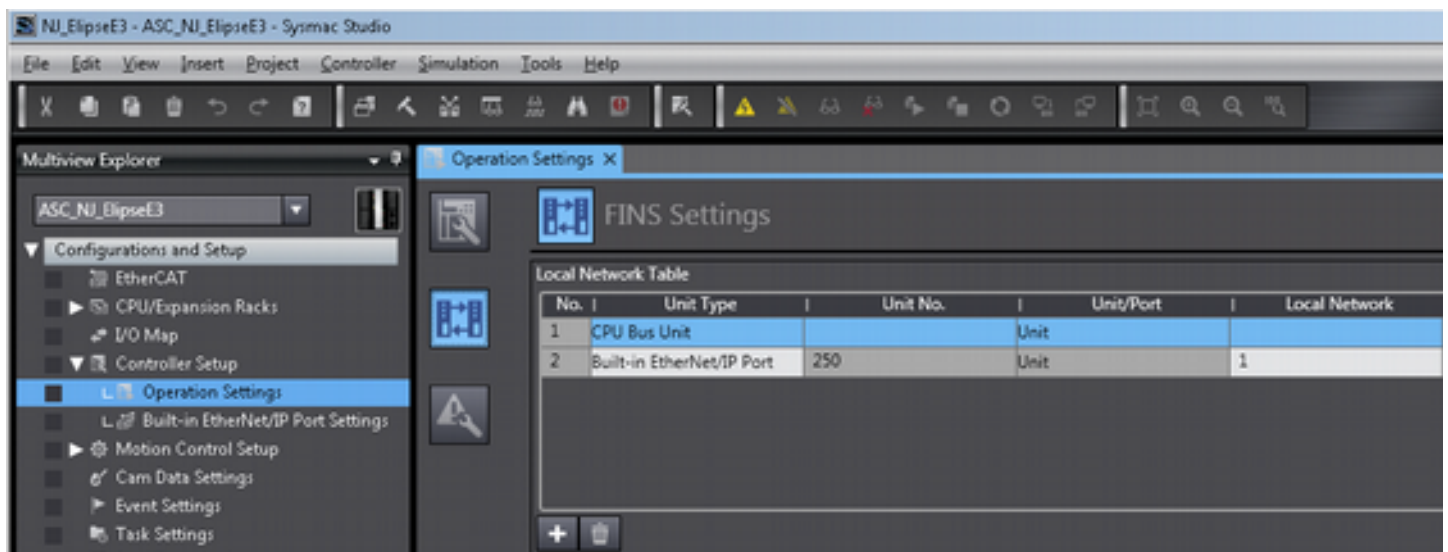 NJ_ElipseE3 - ASC_NJ_ElipseE3 - Sysmac Studio
File Edit View Insert Project Controller Simulation Tools Help
Multiview Explorer
Operation Settings
ASC_NJ_ElipseE3
FINS Settings
Configurations and Setup
EtherCAT
CPU/Expansion Racks
I/O Map
Controller Setup
Operation Settings
Built-in EtherNet/IP Port Settings
Motion Control Setup
Cam Data Settings
Event Settings
Task Settings
Local Network Table
No. Unit Type Unit No. Unit/Port Local Network
1 CPU Bus Unit Unit
2 Built-in EtherNet/IP Port 250 Unit 1